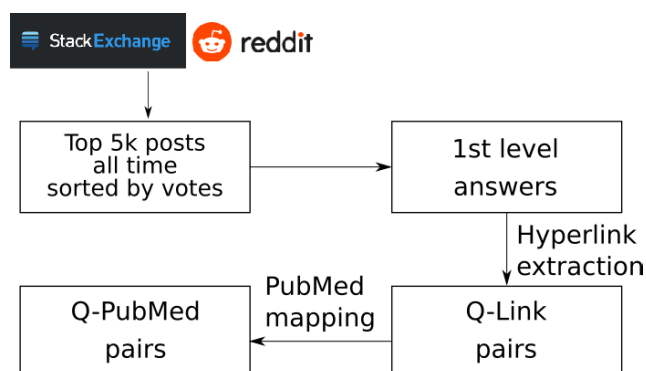 StackExchange reddit
Top 5k posts
all time
sorted by votes
1st level
answers
Hyperlink
extraction
Q-Link
pairs
PubMed
mapping
Q-PubMed
pairs